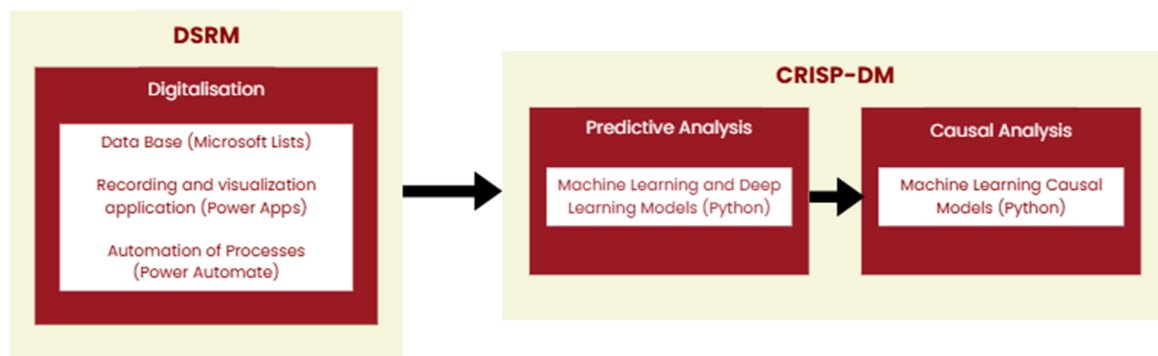 DSRM
Digitalisation
Data Base (Microsoft Lists)
Recording and visualization
application (Power Apps)
Automation of Processes
(Power Automate)
CRISP-DM
Predictive Analysis
Machine Learning and Deep
Learning Models (Python)
Causal Analysis
Machine Learning Causal
Models (Python)